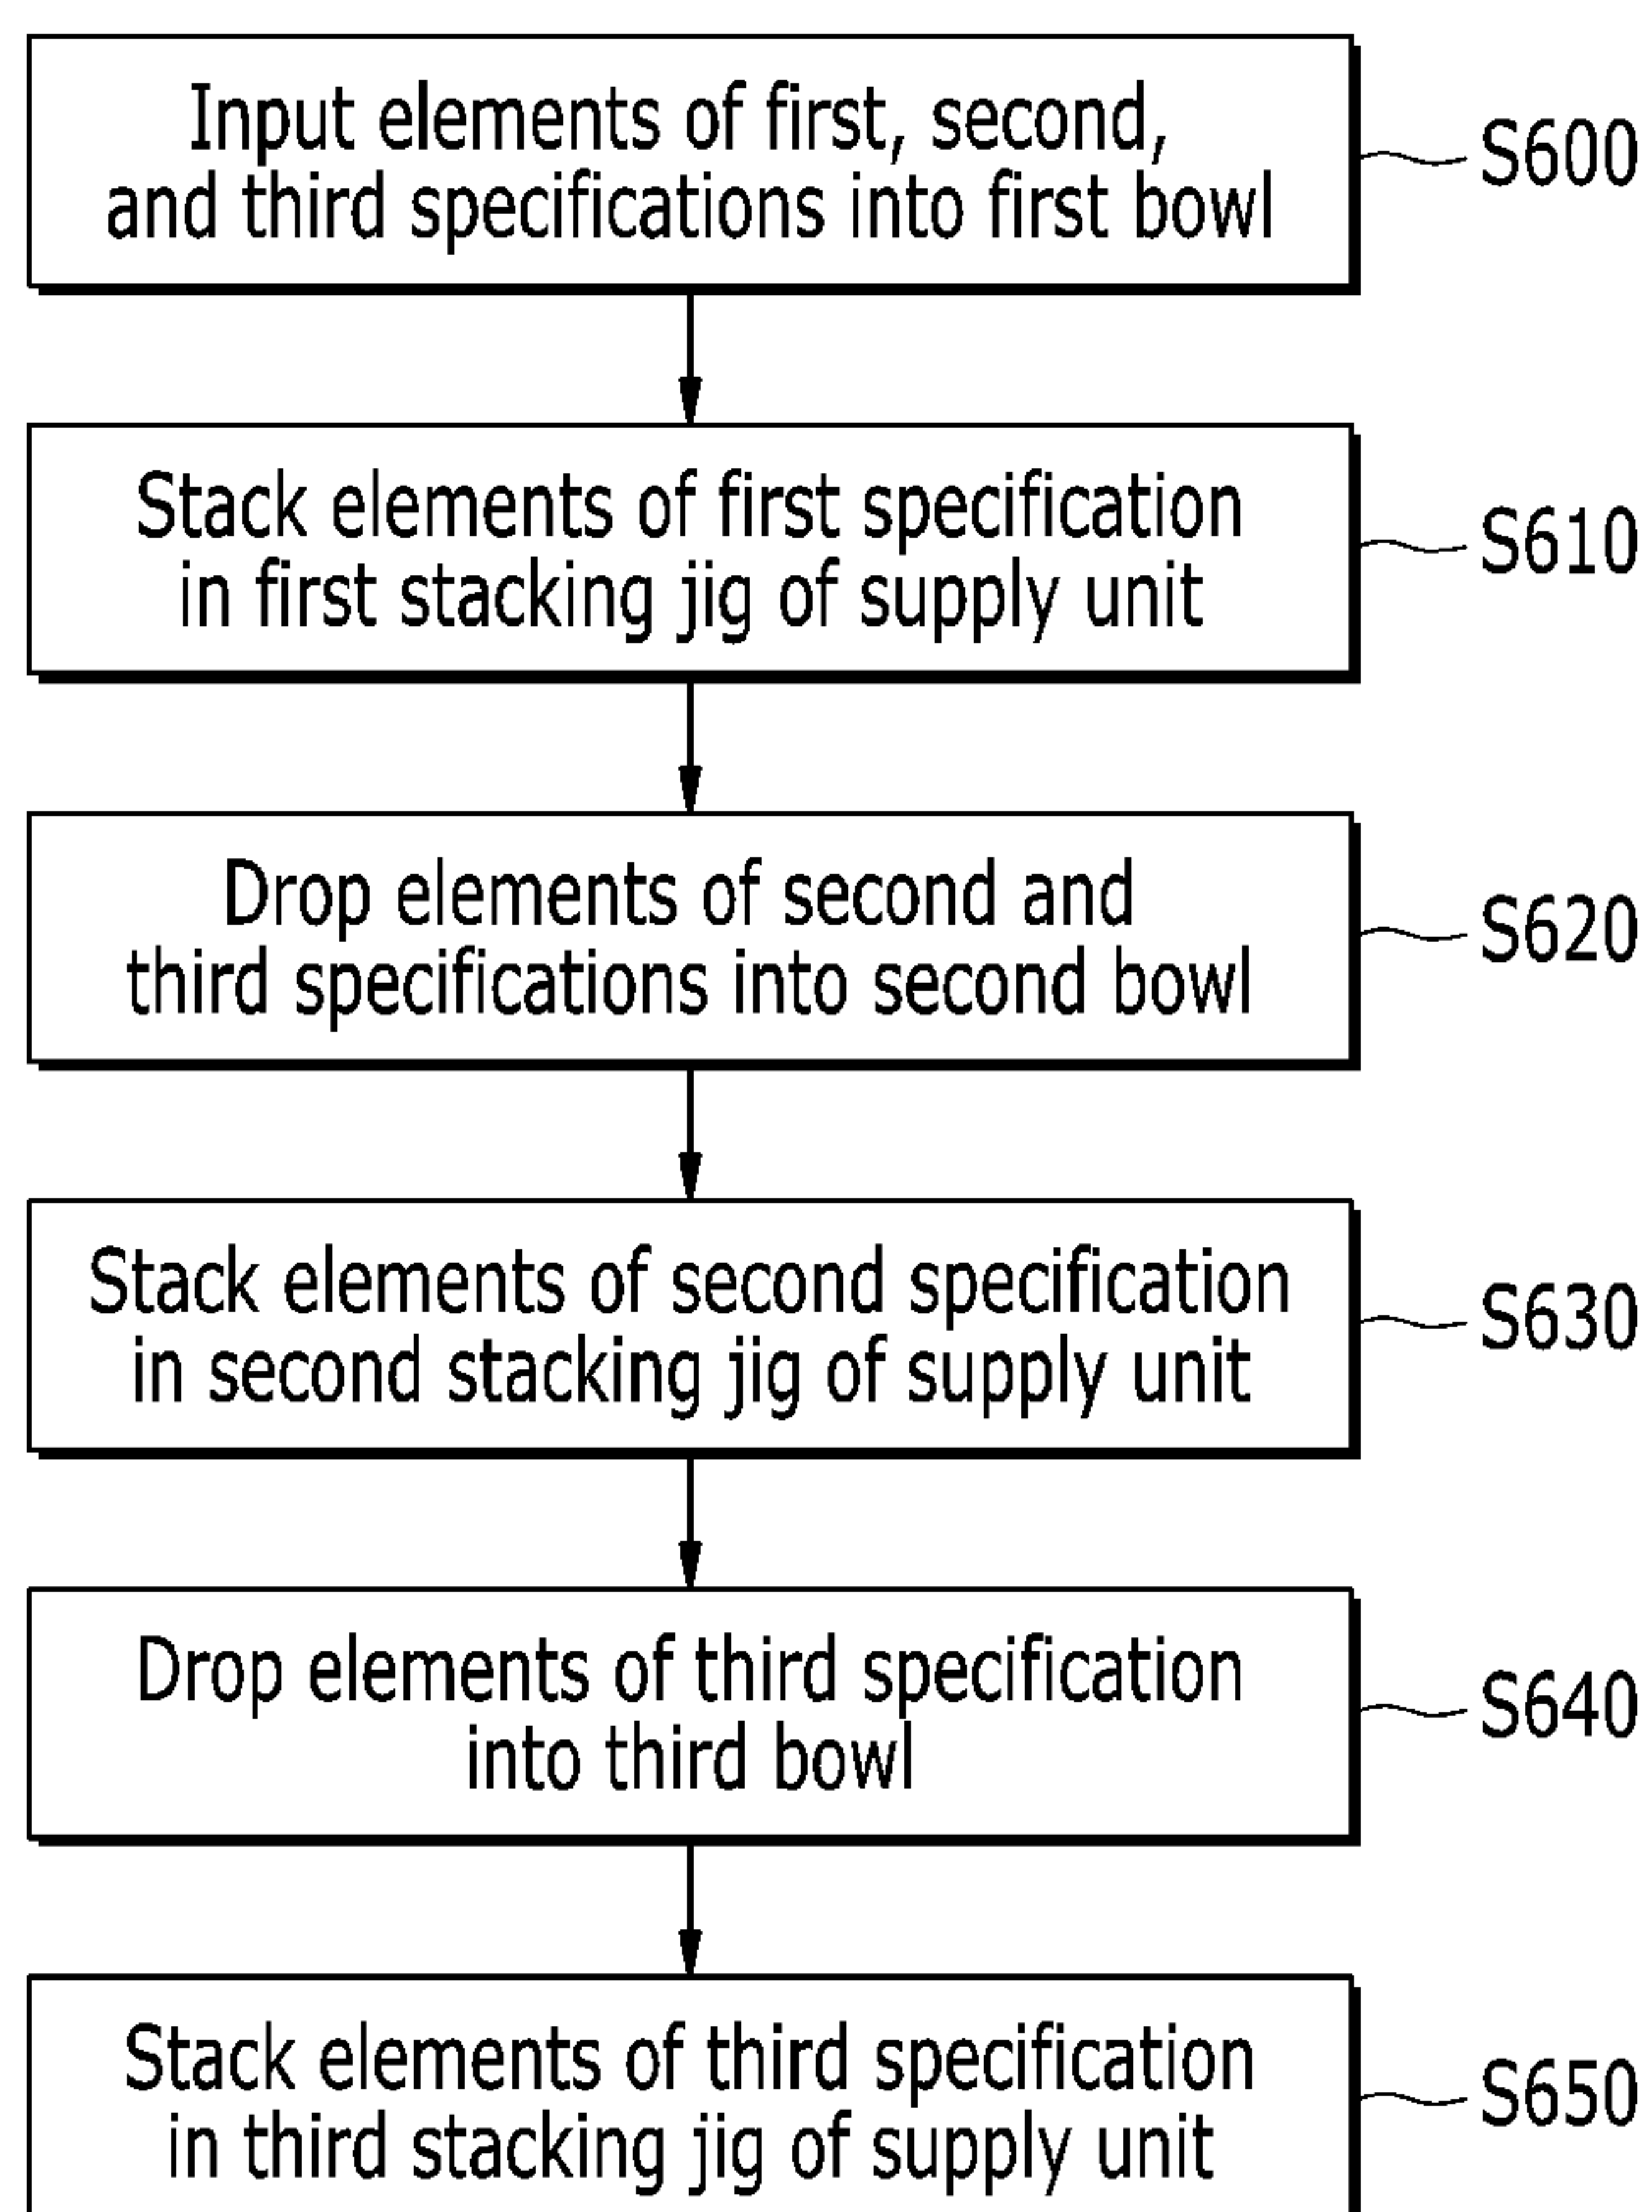 Input elements of first, second,
and third specifications into first bowl
S600
Stack elements of first specification
in first stacking jig of supply unit
S610
Drop elements of second and
third specifications into second bowl
S620
Stack elements of second specification
in second stacking jig of supply unit
S630
Drop elements of third specification
into third bowl
S640
Stack elements of third specification
in third stacking jig of supply unit
S650